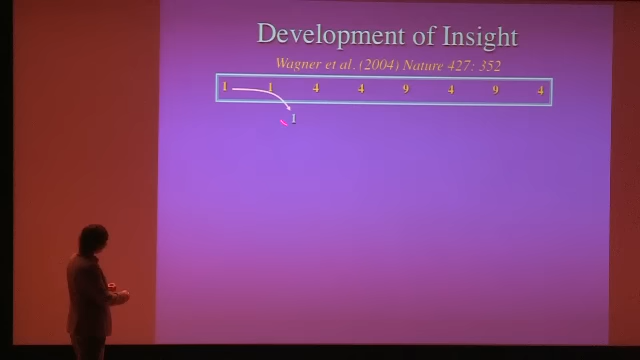 Development of Insight
Wagner et al. (2004) Nature 427: 352
1 1 4 4 9 4 9 4
1